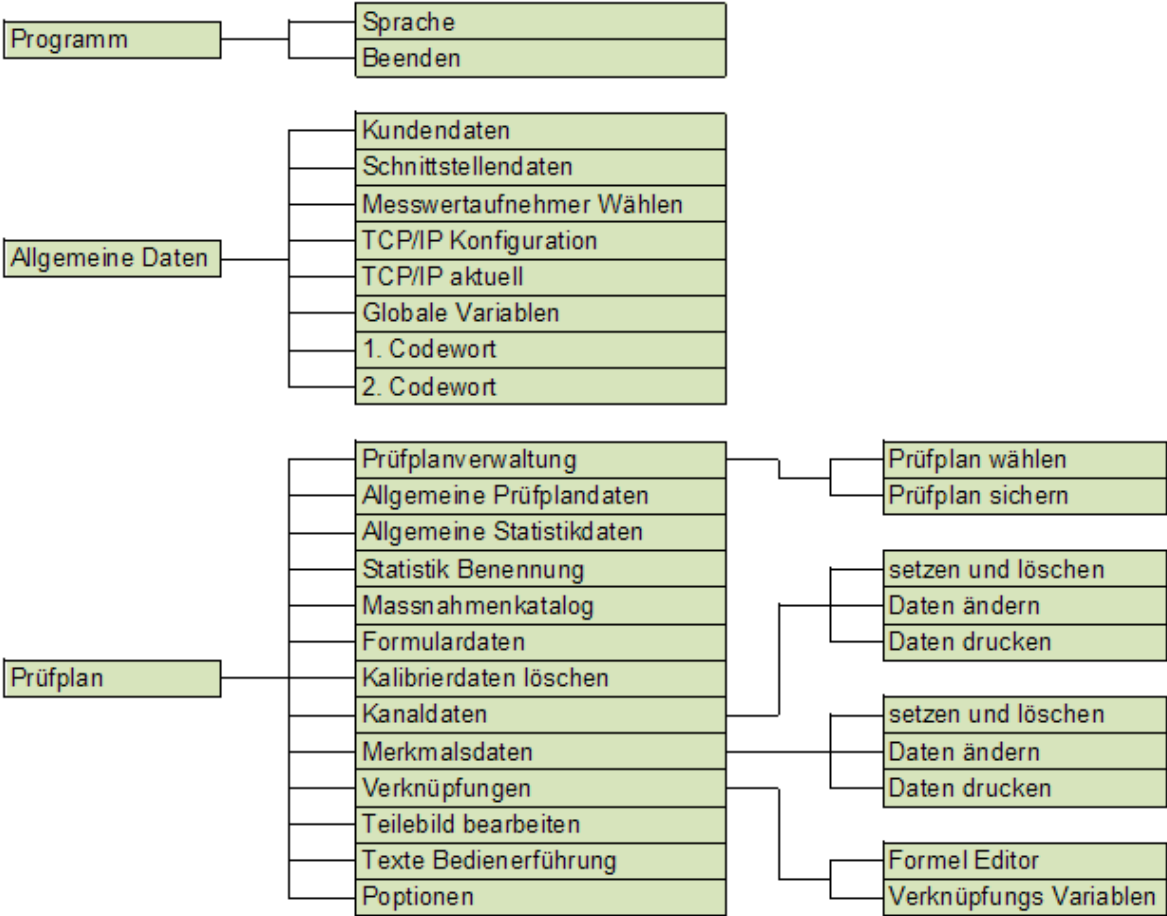 Programm
Sprache
Beenden
Allgemeine Daten
Kundendaten
Schnittstellendaten
Messwertaufnehmer Wählen
TCP/IP Konfiguration
TCP/IP aktuell
Globale Variablen
1. Codewort
2. Codewort
Prüfplan
Prüfplanverwaltung
Allgemeine Prüfplandaten
Allgemeine Statistikdaten
Statistik Benennung
Massnahmenkatalog
Formulardaten
Kalibrierdaten löschen
Kanaldaten
Merkmalsdaten
Verknüpfungen
Teilebild bearbeiten
Texte Bedienerführung
Poptionen
Prüfplan wählen
Prüfplan sichern
setzen und löschen
Daten ändern
Daten drucken
setzen und löschen
Daten ändern
Daten drucken
Formel Editor
Verknüpfungs Variablen